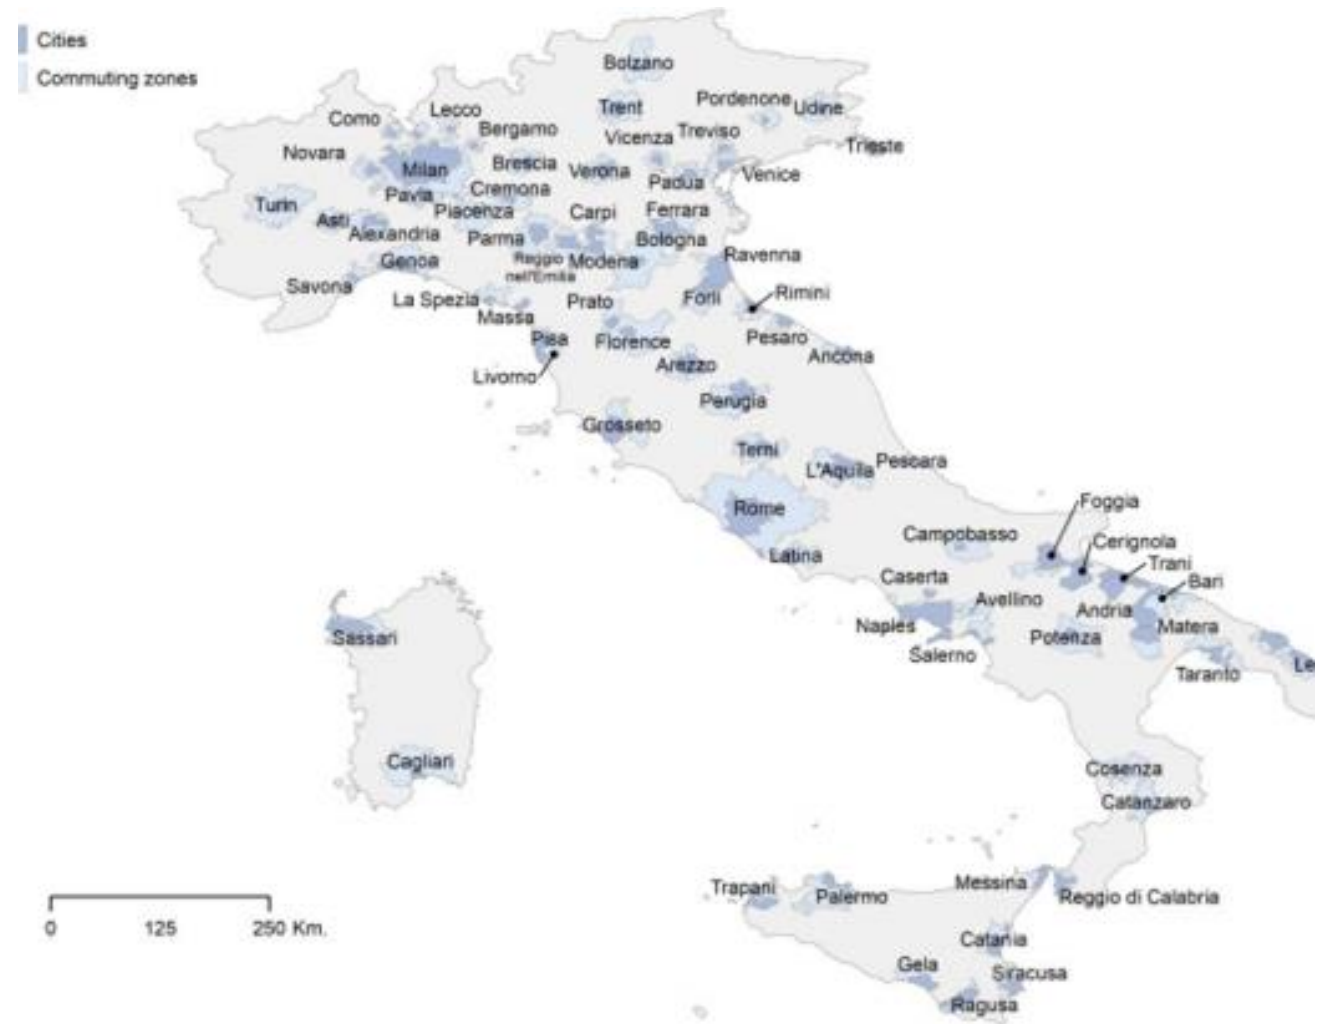 Cities
Commuting zones
Bolzano
Pordenone
Trent
Udine
Lecco
Como
Bergamo
Vicenza
Treviso
Trieste
Novara
Brescia
Milan
Verona
Venice
Padua
Cremona
Pavia
Turin
Piacenza
Carpi
Ferrara
Asti
Alexandria
Parma
Bologna
Ravenna
Genoa
Reggio
nell'Emilia
Modena
Savona
La Spezia
Prato
Forli
Rimini
Massa
Pisa
Florence
Pesaro
Ancona
Arezzo
Livorno
Perugia
Grosseto
Terni
L'Aquila
Pescara
Rome
Foggia
Campobasso
Cerignola
Latina
Trani
Caserta
Bari
Avellino
Andria
Naples
Matera
Potenza
Sassari
Salerno
Le
Taranto
Cagliari
Cosenza
Catanzaro
Trapani
Palermo
Messina
Reggio di Calabria
0 125 250 Km.
Catania
Gela
Siracusa
Ragusa